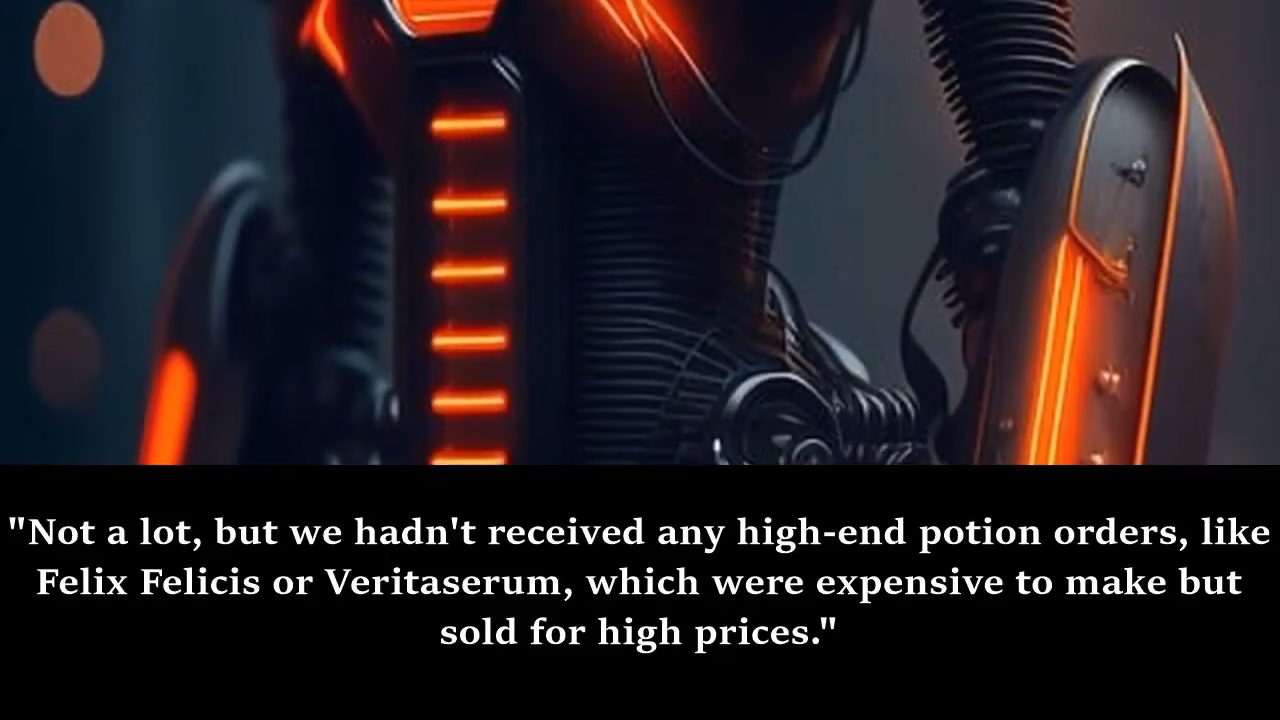 "Not a lot, but we hadn't received any high-end potion orders, like
Felix Felicis or Veritaserum, which were expensive to make but
sold for high prices."